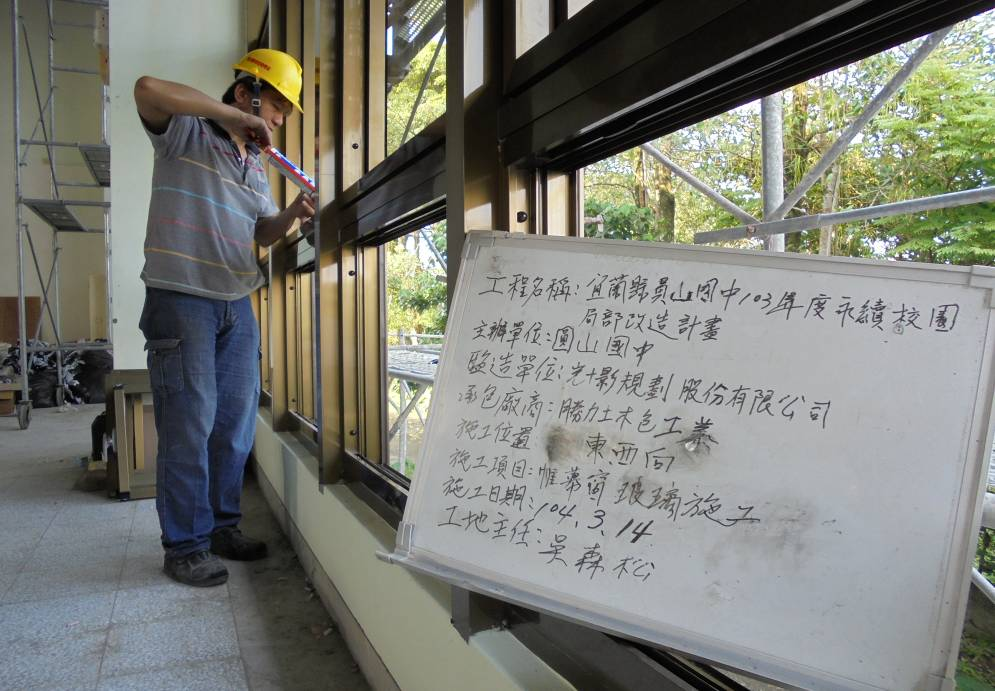 工程名稱：宜蘭縣員山國中103年度永續校園
局部改造計畫
主辦單位：圓山國中
監造單位：光+影規劃股份有限公司
承包廠商：勝力土木包工業
施工位置 東西向
施工項目：帷幕窗玻璃施工
施工日期：104.3.14
工地主任：吳森松